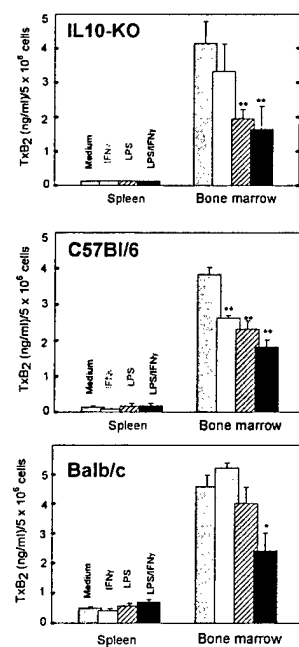 IL10-KO
TxB₂ (ng/ml)/5 x 10⁶ cells
5
4
3
2
1
0
Medium
IFNγ
LPS
LPS/IFNγ
**
**
Spleen
Bone marrow
C57Bl/6
TxB₂ (ng/ml)/5 x 10⁶ cells
5
4
3
2
1
0
Medium
LPS
LPS/IFNγ
**
**
**
Spleen
Bone marrow
Balb/c
TxB₂ (ng/ml)/5 x 10⁶ cells
5
4
3
2
1
0
Medium
IFNγ
LPS
LPS/IFNγ
*
Spleen
Bone marrow